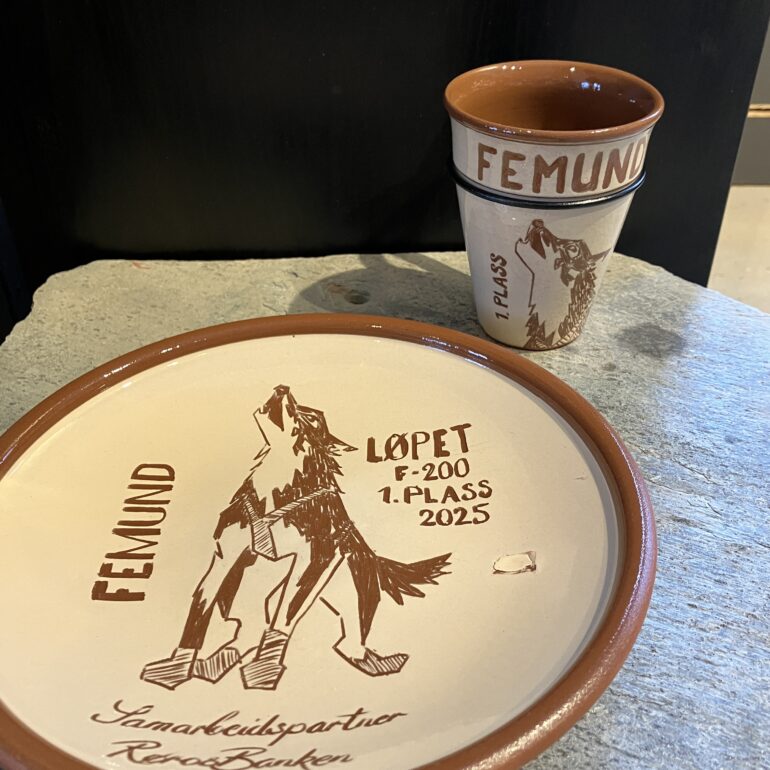 FEMUND
1. PLASS
FEMUND
LØPET
F-200
1. PLASS
2025
Samarbeidspartner
RørosBanken